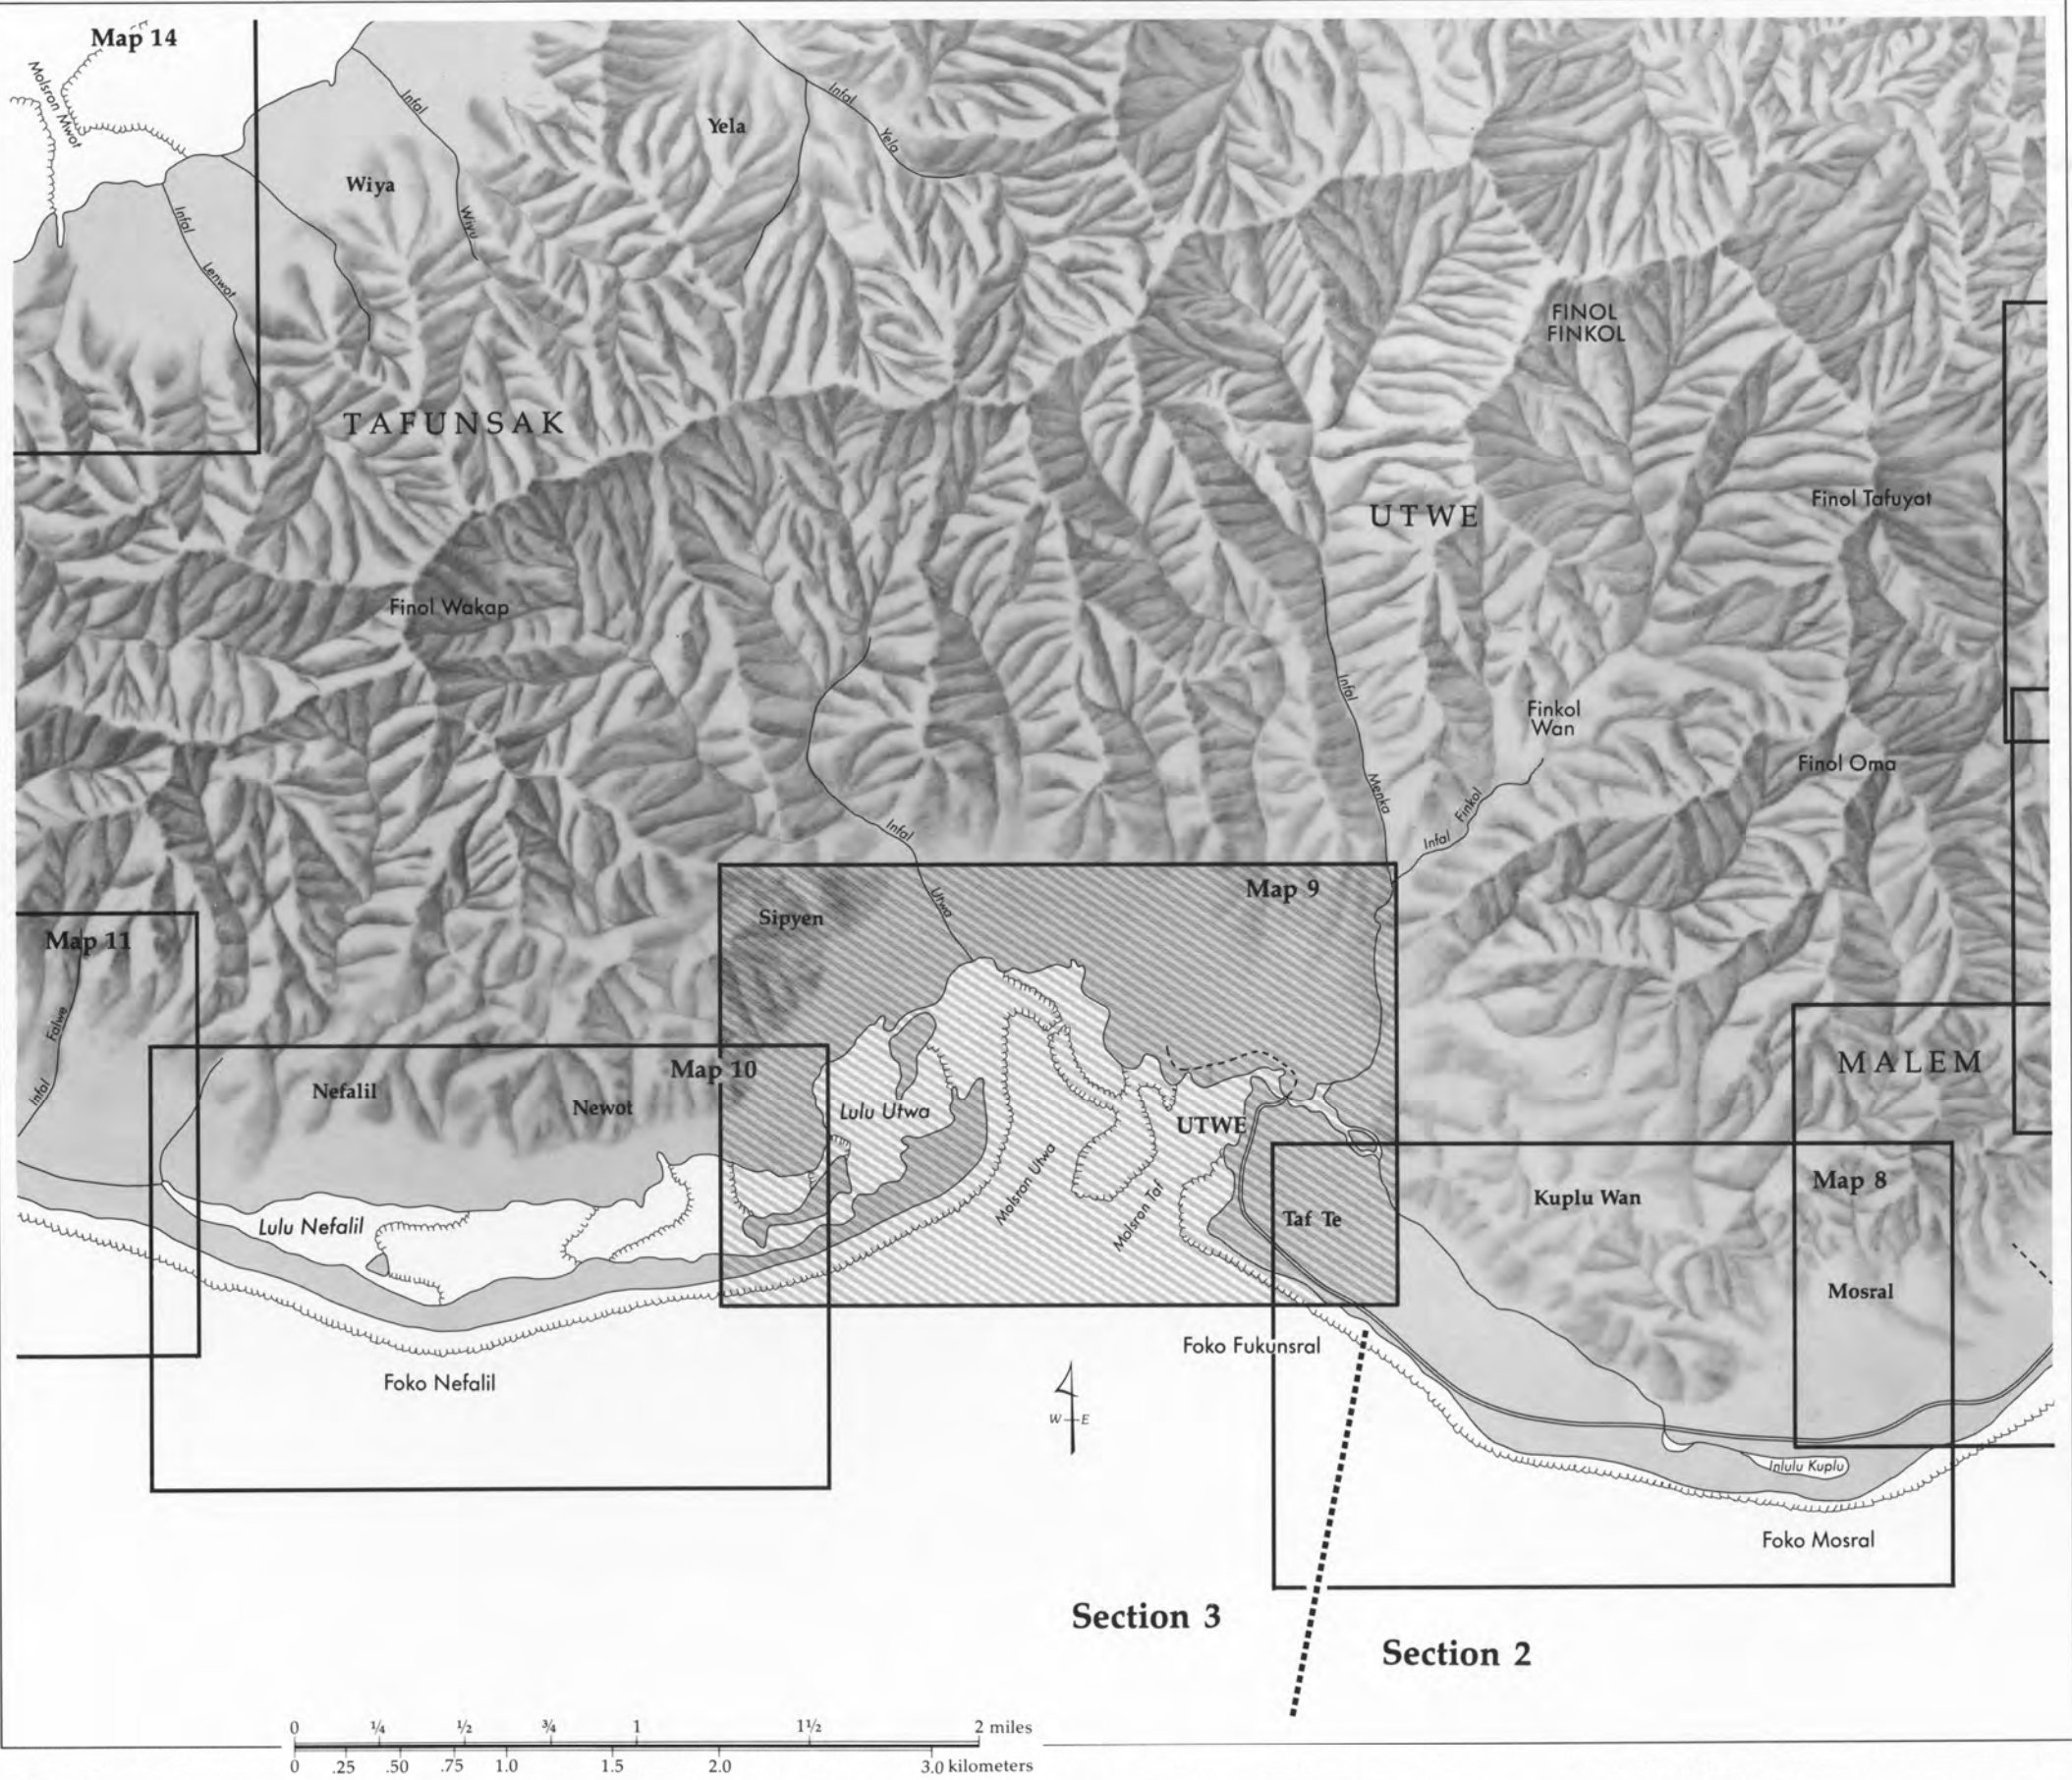 Map 14
Molsron Mwot
Infal
Wiya
Infal
Wiyu
Yela
Infal
Yela
Infal
Lenwot
FINOL
FINKOL
TAFUNSAK
UTWE
Finol Tafuyat
Finol Wakap
Infal
Menka
Finkol
Wan
Finol Oma
Infal
Finkol
Infal
Utwa
Map 9
Sipyen
Map 11
Infal
Falwe
Map 10
Nefalil
Newot
Lulu Utwa
UTWE
MALEM
Map 8
Molsron Utwa
Molsron Taf
Taf Te
Kuplu Wan
Mosral
Lulu Nefalil
Foko Fukunsral
Foko Nefalil
W E
Inlulu Kuplu
Foko Mosral
Section 3
Section 2
0 ¼ ½ ¾ 1 1½ 2 miles
0 .25 .50 .75 1.0 1.5 2.0 3.0 kilometers